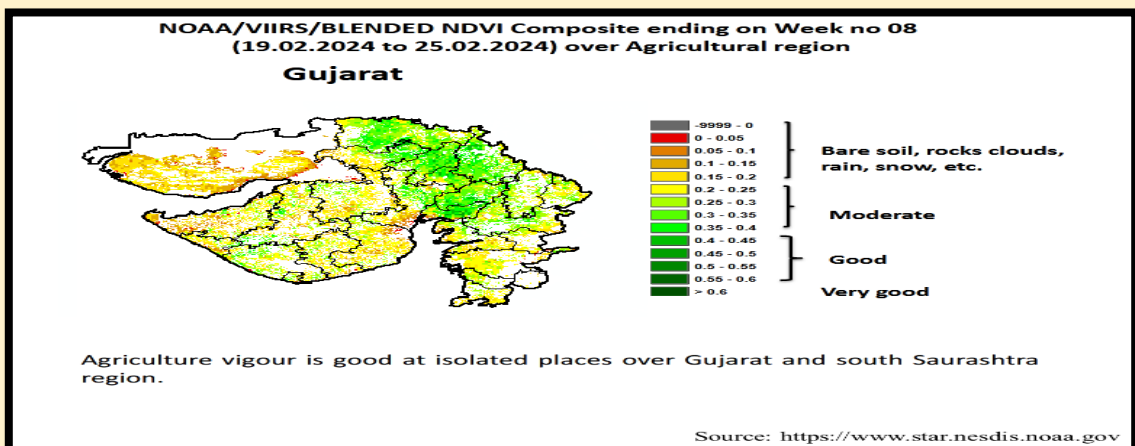 NOAA/VIIRS/BLENDED NDVI Composite ending on Week no 08
(19.02.2024 to 25.02.2024) over Agricultural region
Gujarat
-9999 - 0
0 - 0.05
0.05 - 0.1
0.1 - 0.15
0.15 - 0.2
0.2 - 0.25
0.25 - 0.3
0.3 - 0.35
0.35 - 0.4
0.4 - 0.45
0.45 - 0.5
0.5 - 0.55
0.55 - 0.6
> 0.6
Bare soil, rocks clouds,
rain, snow, etc.
Moderate
Good
Very good
Agriculture vigour is good at isolated places over Gujarat and south Saurashtra
region.
Source: https://www.star.nesdis.noaa.gov